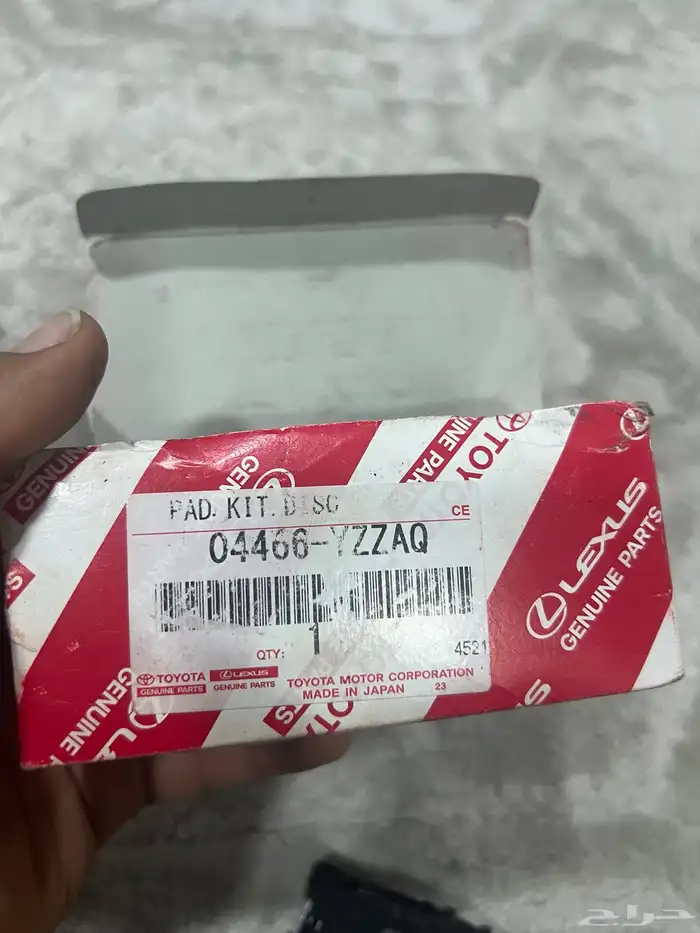 GENUINE PARTS
TOYOTA
LEXUS
GENUINE PARTS
PAD. KIT. DISC
CE
04466-YZZAQ
QTY: 1
4521
TOYOTA
GENUINE PARTS
LEXUS
GENUINE PARTS
TOYOTA MOTOR CORPORATION
MADE IN JAPAN 23
GENUINE
حراج